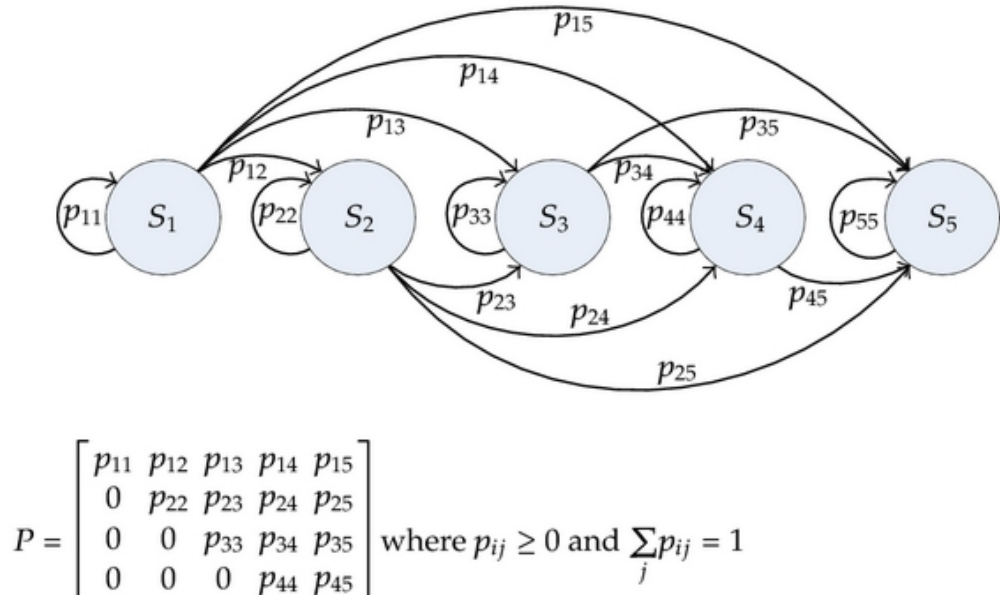 p15
p14
p13
p35
p12
p34
p11 S1 p22 S2 p33 S3 p44 S4 p55 S5
p23
p24
p45
p25
p11 p12 p13 p14 p15
0 p22 p23 p24 p25
P = 0 0 p33 p34 p35 where pij ≥ 0 and ∑j pij = 1
0 0 0 p44 p45